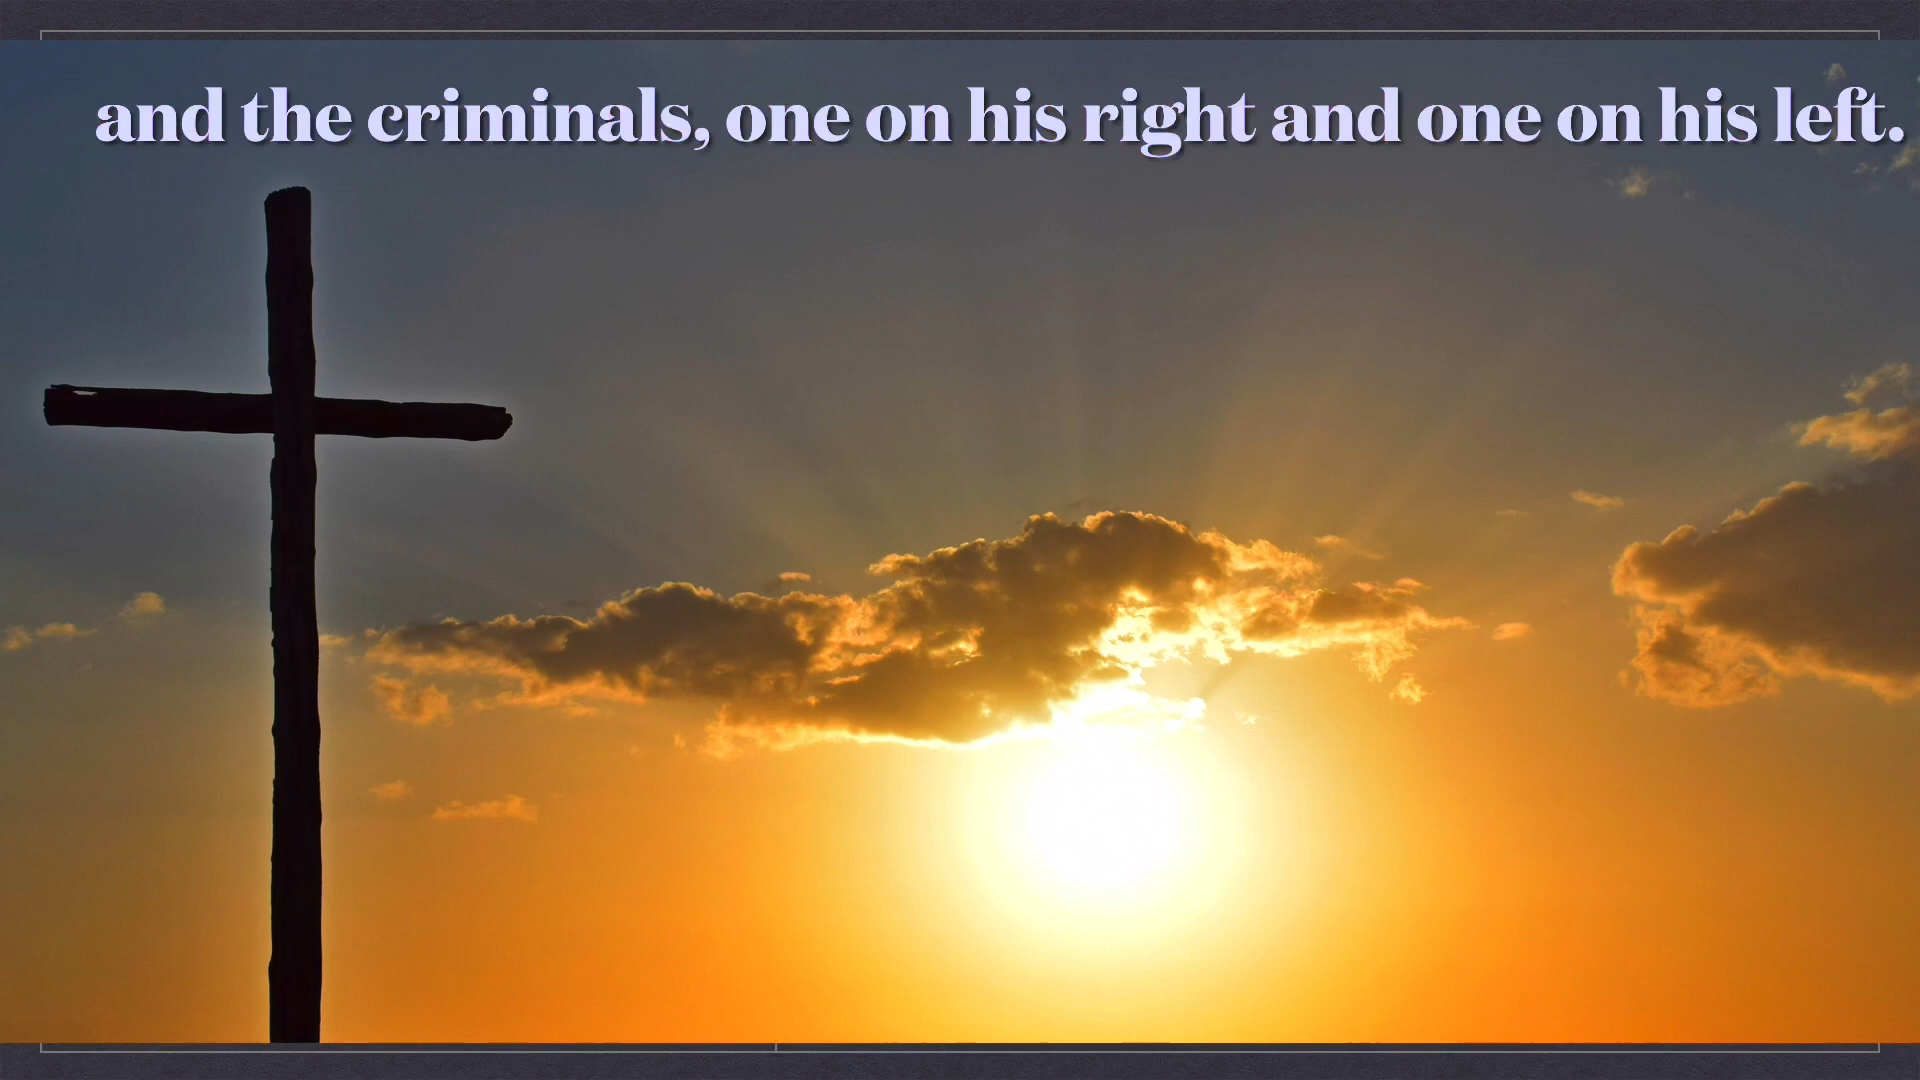 and the criminals, one on his right and one on his left.